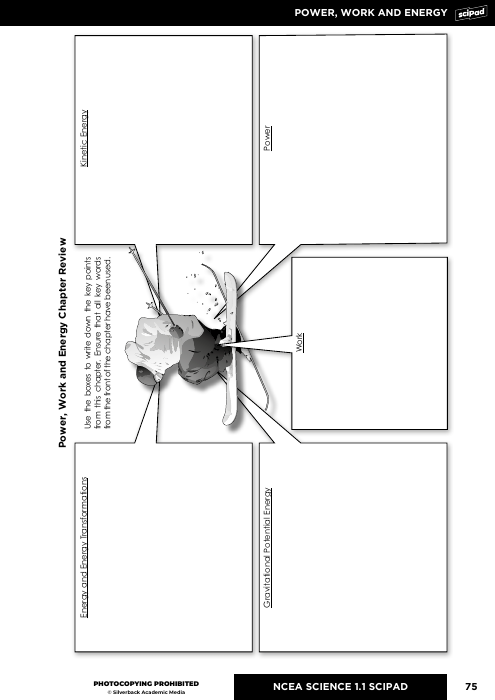 POWER, WORK AND ENERGY
scipad
Power, Work and Energy Chapter Review
Use the boxes to write down the key points
from this chapter. Ensure that all key words
from the front of the chapter have been used.
Energy and Energy Transformations
Kinetic Energy
Gravitational Potential Energy
Work
Power
PHOTOCOPYING PROHIBITED
© Silverback Academic Media
NCEA SCIENCE 1.1 SCIPAD
75